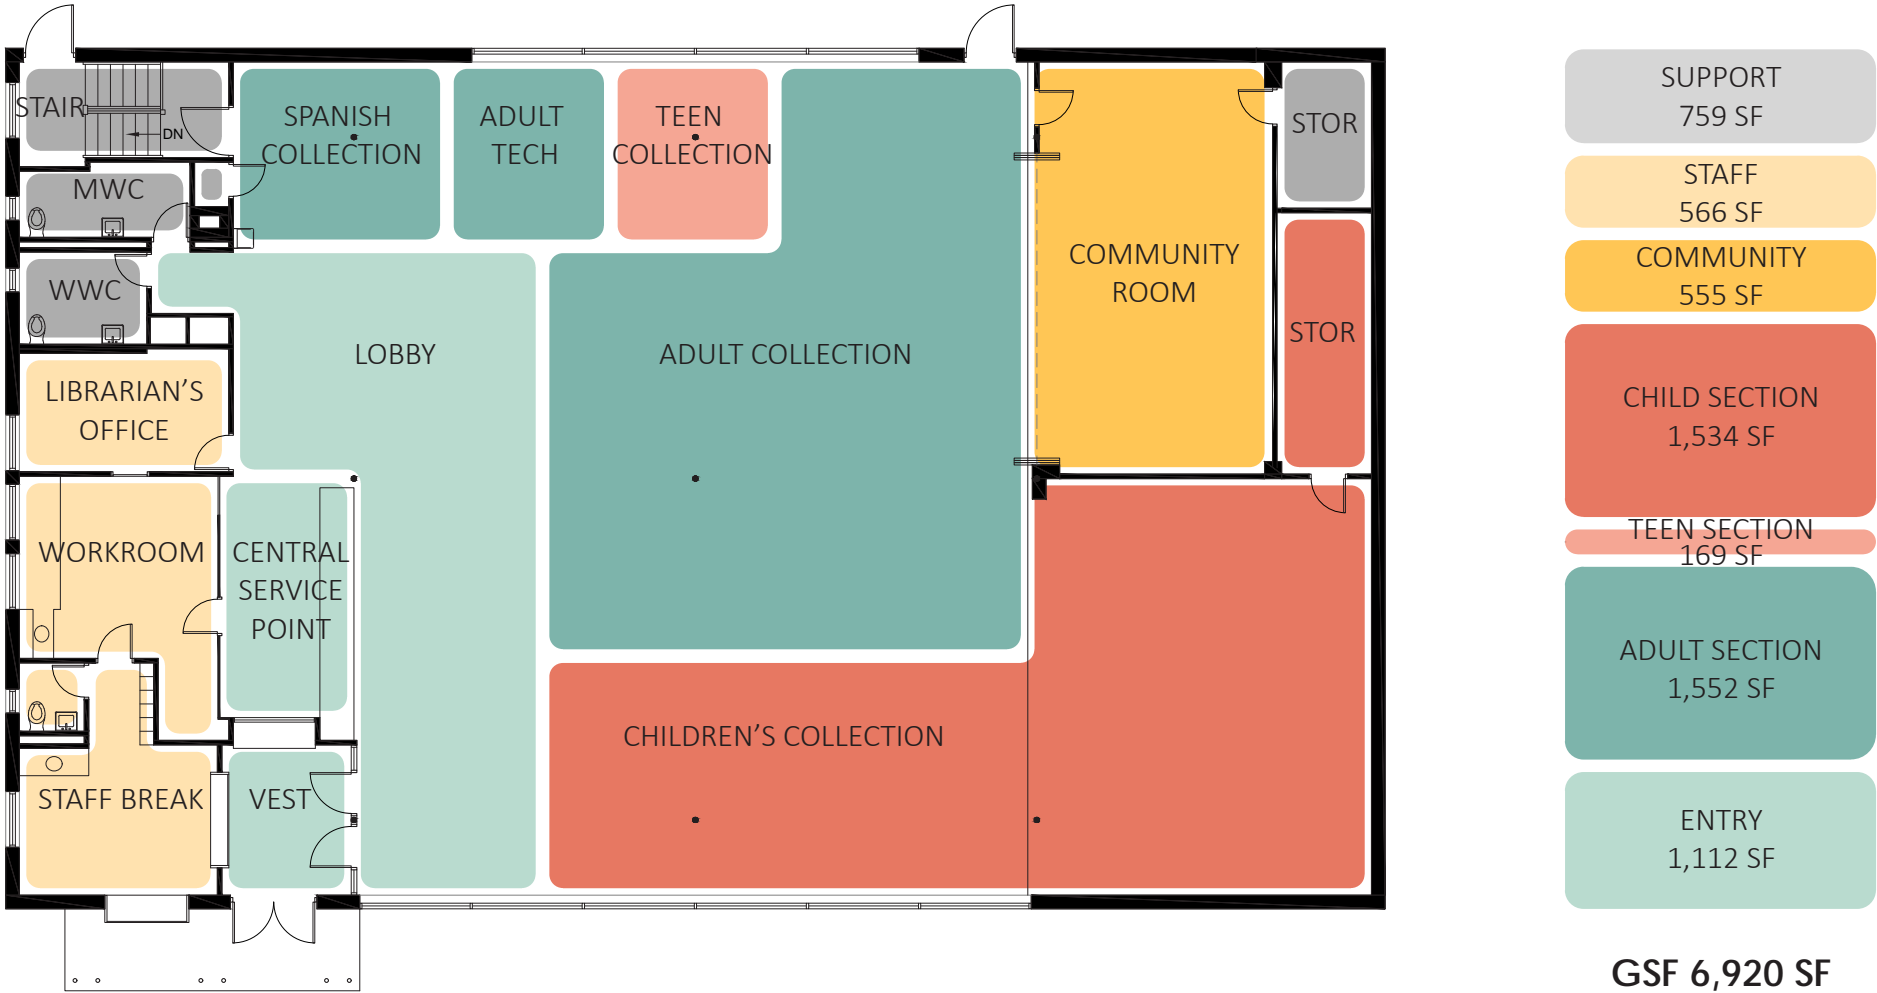 STAIR
DN
SPANISH
COLLECTION
ADULT
TECH
TEEN
COLLECTION
STOR
MWC
WWC
COMMUNITY
ROOM
STOR
LOBBY
ADULT COLLECTION
LIBRARIAN’S
OFFICE
WORKROOM
CENTRAL
SERVICE
POINT
CHILDREN’S COLLECTION
STAFF BREAK
VEST
SUPPORT
759 SF
STAFF
566 SF
COMMUNITY
555 SF
CHILD SECTION
1,534 SF
TEEN SECTION
169 SF
ADULT SECTION
1,552 SF
ENTRY
1,112 SF
GSF 6,920 SF